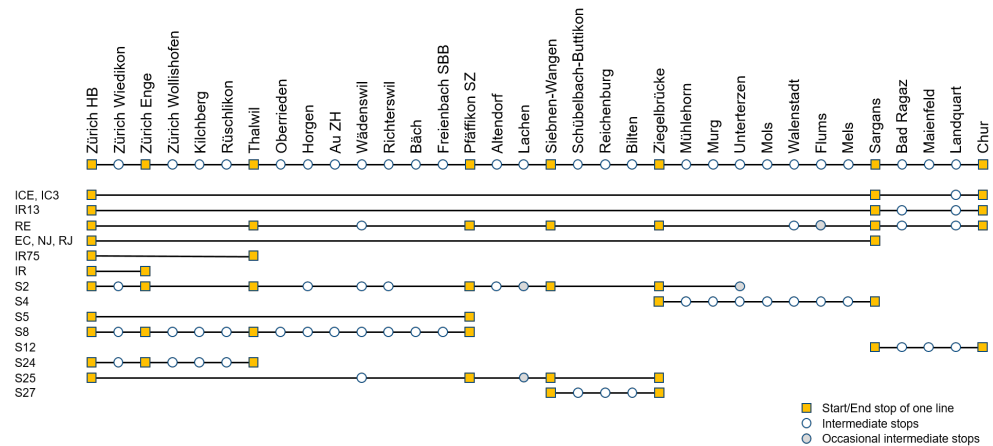 Zürich HB
Zürich Wiedikon
Zürich Enge
Zürich Wollishofen
Kilchberg
Rüschlikon
Thalwil
Oberrieden
Horgen
Au ZH
Wädenswil
Richterswil
Bäch
Freienbach SBB
Pfäffikon SZ
Altendorf
Lachen
Siebnen-Wangen
Schübelbach-Buttikon
Reichenburg
Bilten
Ziegelbrücke
Mühlehorn
Murg
Unterterzen
Mols
Walenstadt
Flums
Mels
Sargans
Bad Ragaz
Maienfeld
Landquart
Chur
ICE, IC3
IR13
RE
EC, NJ, RJ
IR75
IR
S2
S4
S5
S8
S12
S24
S25
S27
Start/End stop of one line
Intermediate stops
Occasional intermediate stops